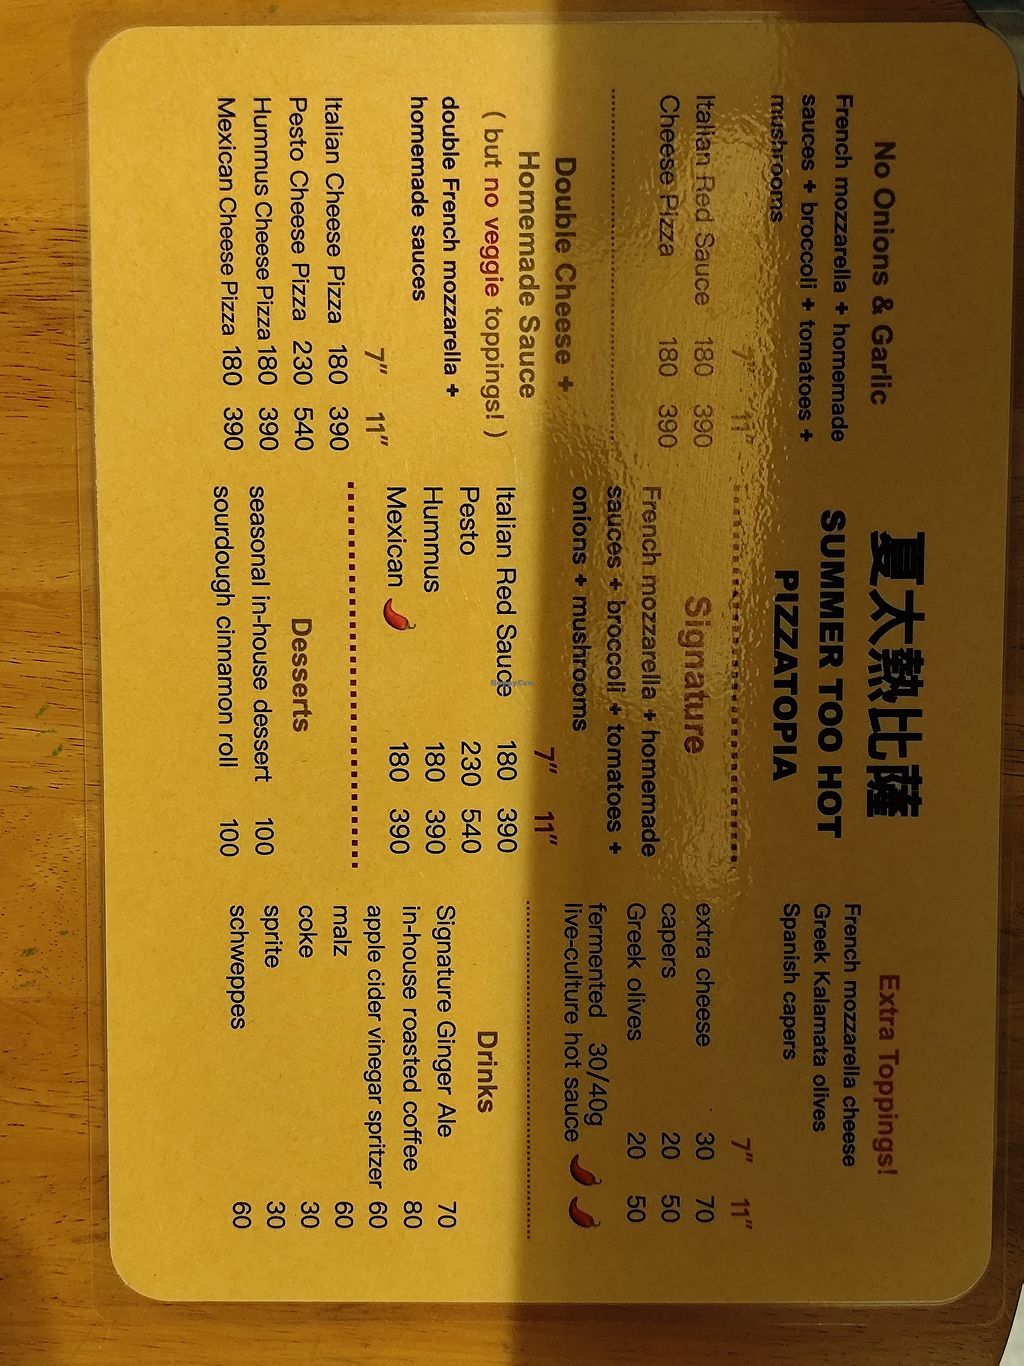 夏太熱比薩
SUMMER TOO HOT
PIZZATOPIA
No Onions & Garlic
French mozzarella + homemade
sauces + broccoli + tomatoes +
mushrooms
7" 11"
Italian Red Sauce 180 390
Cheese Pizza 180 390
Double Cheese +
Homemade Sauce
( but no veggie toppings! )
double French mozzarella +
homemade sauces
7" 11"
Italian Cheese Pizza 180 390
Pesto Cheese Pizza 230 540
Hummus Cheese Pizza 180 390
Mexican Cheese Pizza 180 390
Signature
French mozzarella + homemade
sauces + broccoli + tomatoes +
onions + mushrooms
7" 11"
Italian Red Sauce 180 390
Pesto 230 540
Hummus 180 390
Mexican 🌶️ 180 390
Desserts
seasonal in-house dessert 100
sourdough cinnamon roll 100
Extra Toppings!
French mozzarella cheese
Greek Kalamata olives
Spanish capers
7" 11"
extra cheese 30 70
capers 20 50
Greek olives 20 50
fermented 30/40g
live-culture hot sauce 🌶️ 🌶️
Drinks
Signature Ginger Ale 70
in-house roasted coffee 80
apple cider vinegar spritzer 60
malz 60
coke 30
sprite 30
schweppes 60
HappyCow